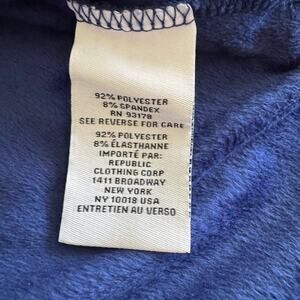 92% POLYESTER
8% SPANDEX
RN 93178
SEE REVERSE FOR CARE
92% POLYESTER
8% ÉLASTHANNE
IMPORTÉ PAR:
REPUBLIC
CLOTHING CORP
1411 BROADWAY
NEW YORK
NY 10018 USA
ENTRETIEN AU VERSO